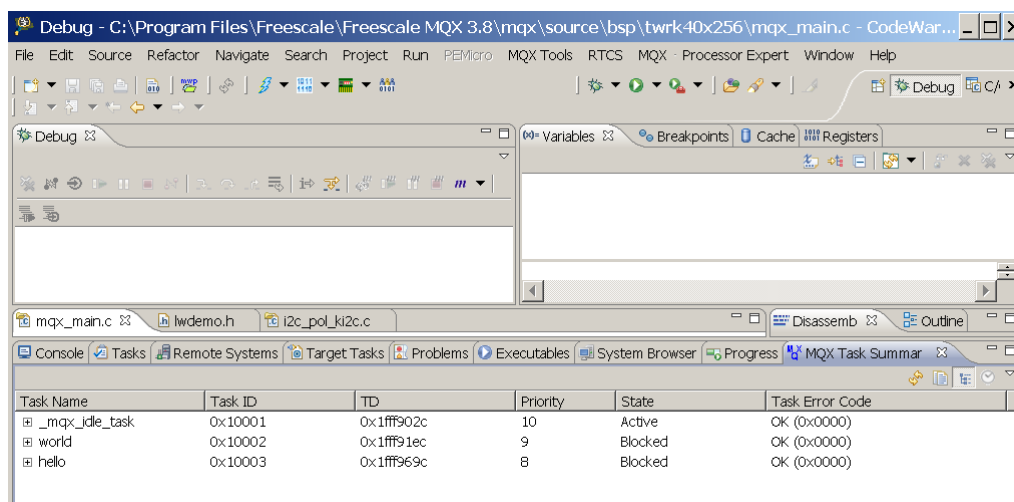 Debug - C:\Program Files\Freescale\Freescale MQX 3.8\mqx\source\bsp\twrk40x256\mqx_main.c - CodeWar...
File Edit Source Refactor Navigate Search Project Run PEMicro MQX Tools RTCS MQX - Processor Expert Window Help
Debug C/
Debug
(x)= Variables Breakpoints Cache Registers
m
mqx_main.c lwdemo.h i2c_pol_ki2c.c
Disassemb Outline
Console Tasks Remote Systems Target Tasks Problems Executables System Browser Progress MQX Task Summar
Task Name Task ID TD Priority State Task Error Code
_mqx_idle_task 0x10001 0x1fff902c 10 Active OK (0x0000)
world 0x10002 0x1fff91ec 9 Blocked OK (0x0000)
hello 0x10003 0x1fff969c 8 Blocked OK (0x0000)